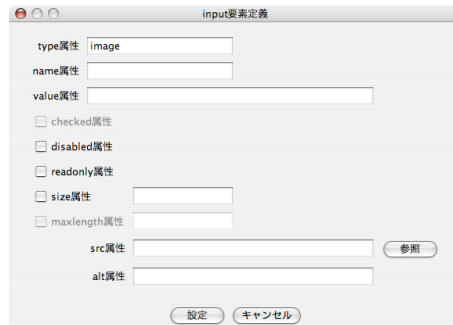 input要素定義
type属性 image
name属性
value属性
checked属性
disabled属性
readonly属性
size属性
maxlength属性
src属性 参照
alt属性
設定 キャンセル